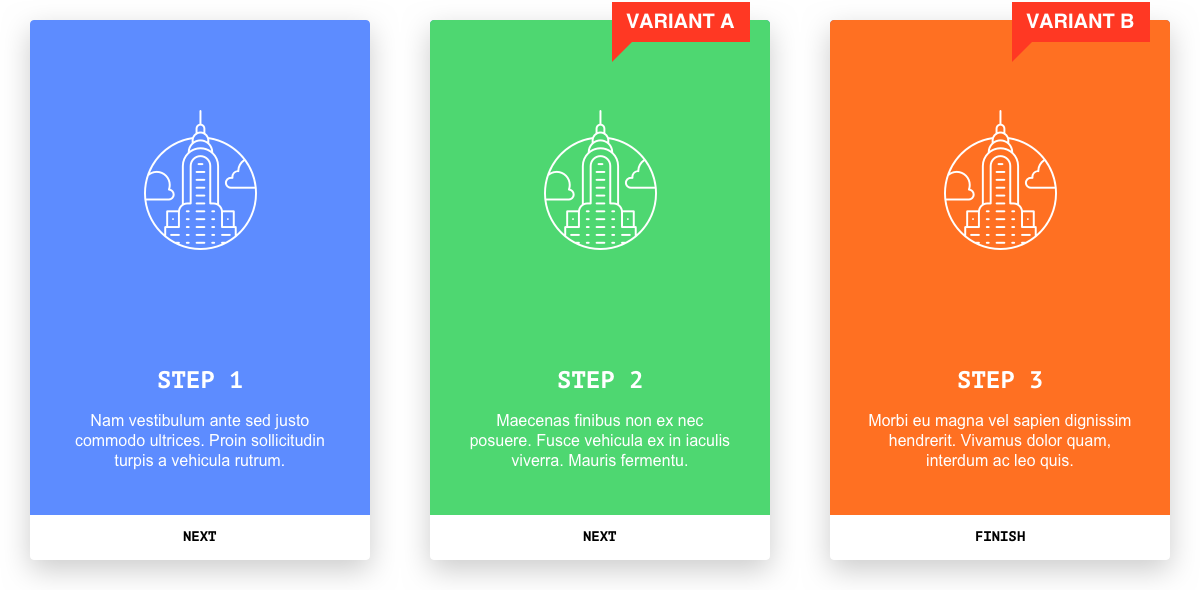 STEP 1
Nam vestibulum ante sed justo
commodo ultrices. Proin sollicitudin
turpis a vehicula rutrum.
NEXT
VARIANT A
STEP 2
Maecenas finibus non ex nec
posuere. Fusce vehicula ex in iaculis
viverra. Mauris fermentu.
NEXT
VARIANT B
STEP 3
Morbi eu magna vel sapien dignissim
hendrerit. Vivamus dolor quam,
interdum ac leo quis.
FINISH